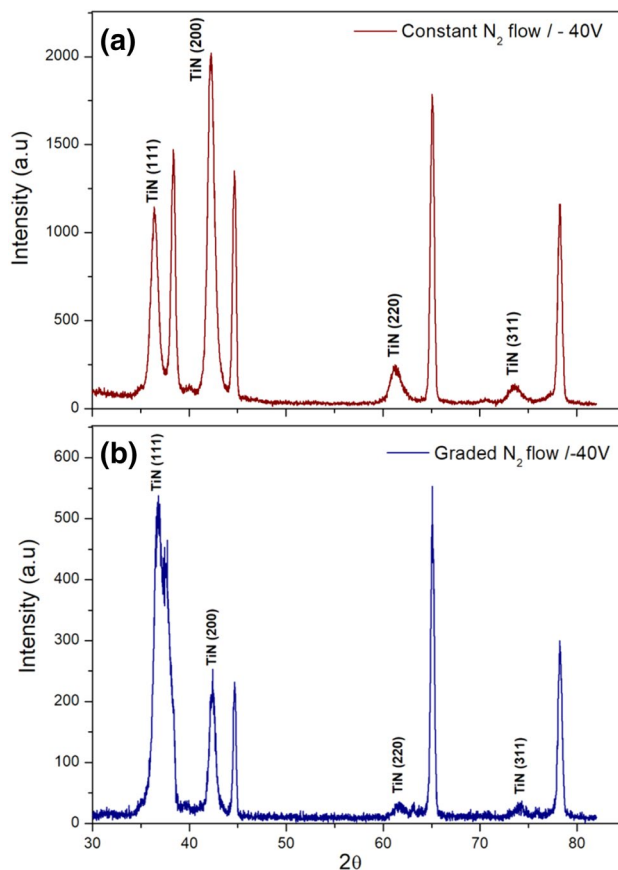 (a)
Constant N₂ flow / - 40V
TiN (111)
TiN (200)
TiN (220)
TiN (311)
Intensity (a.u)
2000
1500
1000
500
0
(b)
Graded N₂ flow /-40V
TiN (111)
TiN (200)
TiN (220)
TiN (311)
Intensity (a.u)
600
500
400
300
200
100
0
30 40 50 60 70 80
2θ